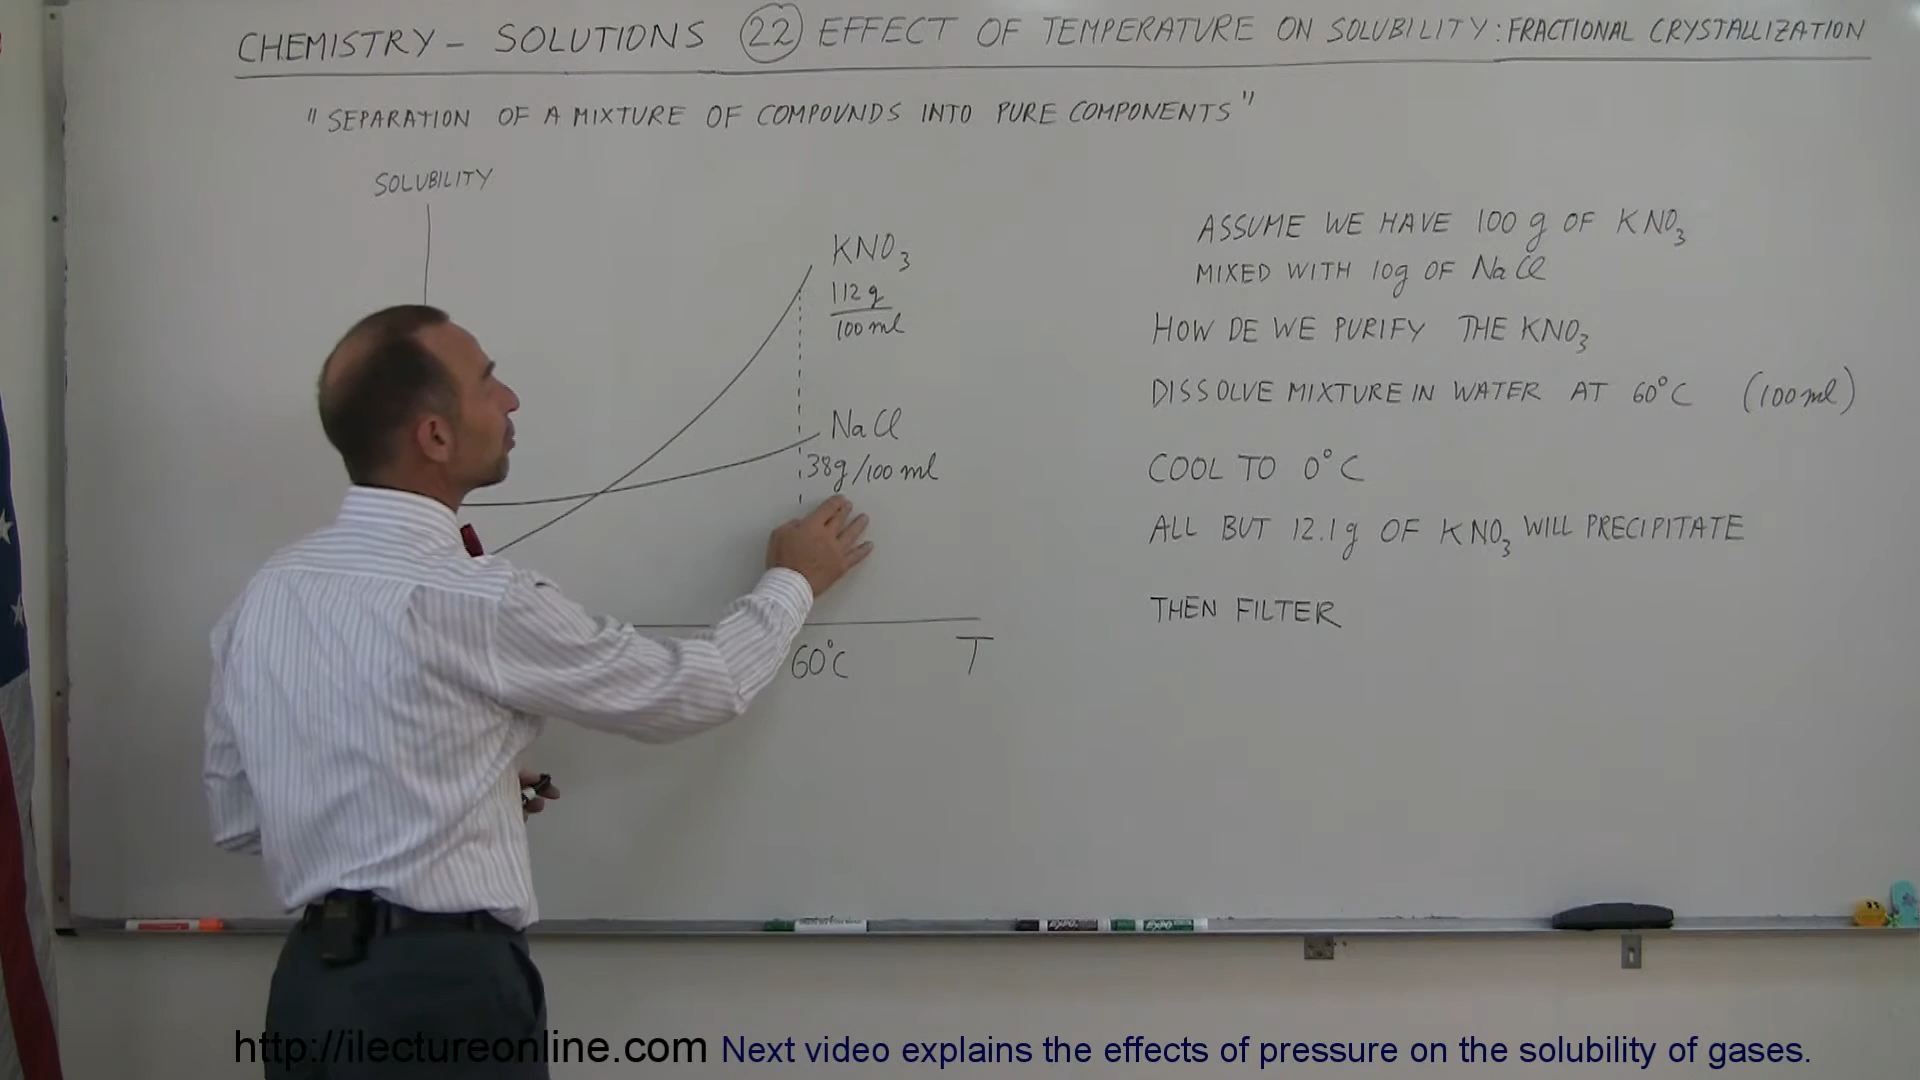 CHEMISTRY - SOLUTIONS 22 EFFECT OF TEMPERATURE ON SOLUBILITY: FRACTIONAL CRYSTALLIZATION
"SEPARATION OF A MIXTURE OF COMPOUNDS INTO PURE COMPONENTS"
SOLUBILITY
KNO3
112g
100 ml
NaCl
38g/100 ml
60°C
T
ASSUME WE HAVE 100 g OF KNO3
MIXED WITH 10g OF NaCl
HOW DE WE PURIFY THE KNO3
DISSOLVE MIXTURE IN WATER AT 60°C (100 ml)
COOL TO 0°C
ALL BUT 12.1 g OF KNO3 WILL PRECIPITATE
THEN FILTER
EXPO
EXPO
http://ilectureonline.com Next video explains the effects of pressure on the solubility of gases.